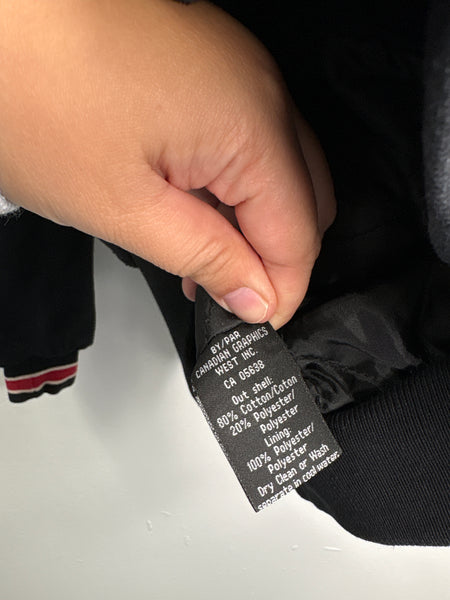 BY/PAR
CANADIAN GRAPHICS
WEST INC.
CA 05638
Out shell:
80% Cotton/Coton
20% Polyester/
Polyester
Lining:
100% Polyester/
Polyester
Dry Clean or Wash
separate in cool water.